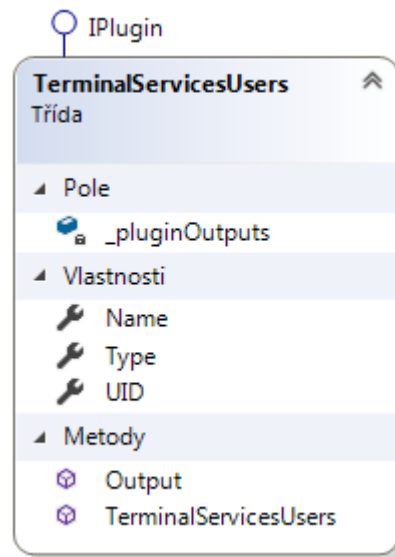 IPlugin
TerminalServicesUsers
Třída
Pole
_pluginOutputs
Vlastnosti
Name
Type
UID
Metody
Output
TerminalServicesUsers